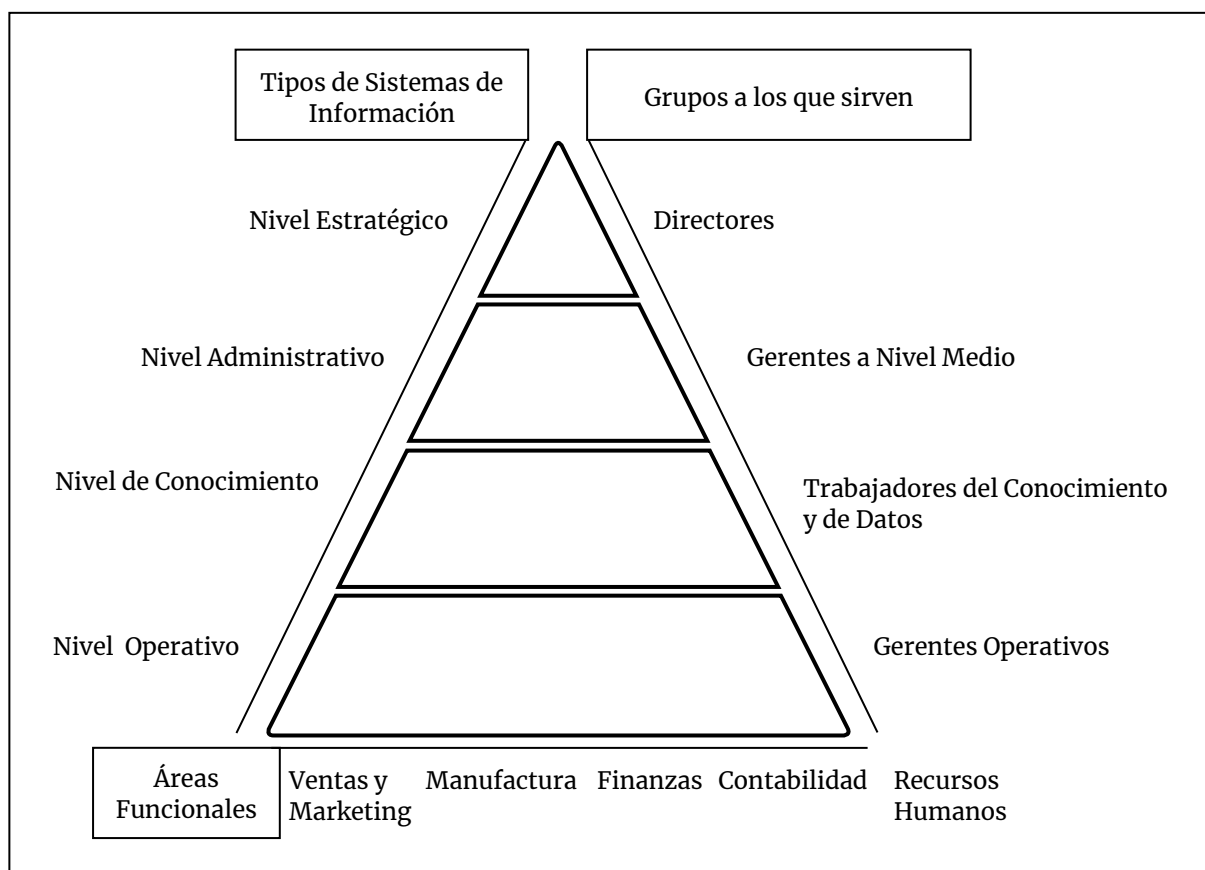 Tipos de Sistemas de
Información
Grupos a los que sirven
Nivel Estratégico
Directores
Nivel Administrativo
Gerentes a Nivel Medio
Nivel de Conocimiento
Trabajadores del Conocimiento
y de Datos
Nivel  Operativo
Gerentes Operativos
Áreas
Funcionales
Ventas y
Marketing
Manufactura
Finanzas
Contabilidad
Recursos
Humanos